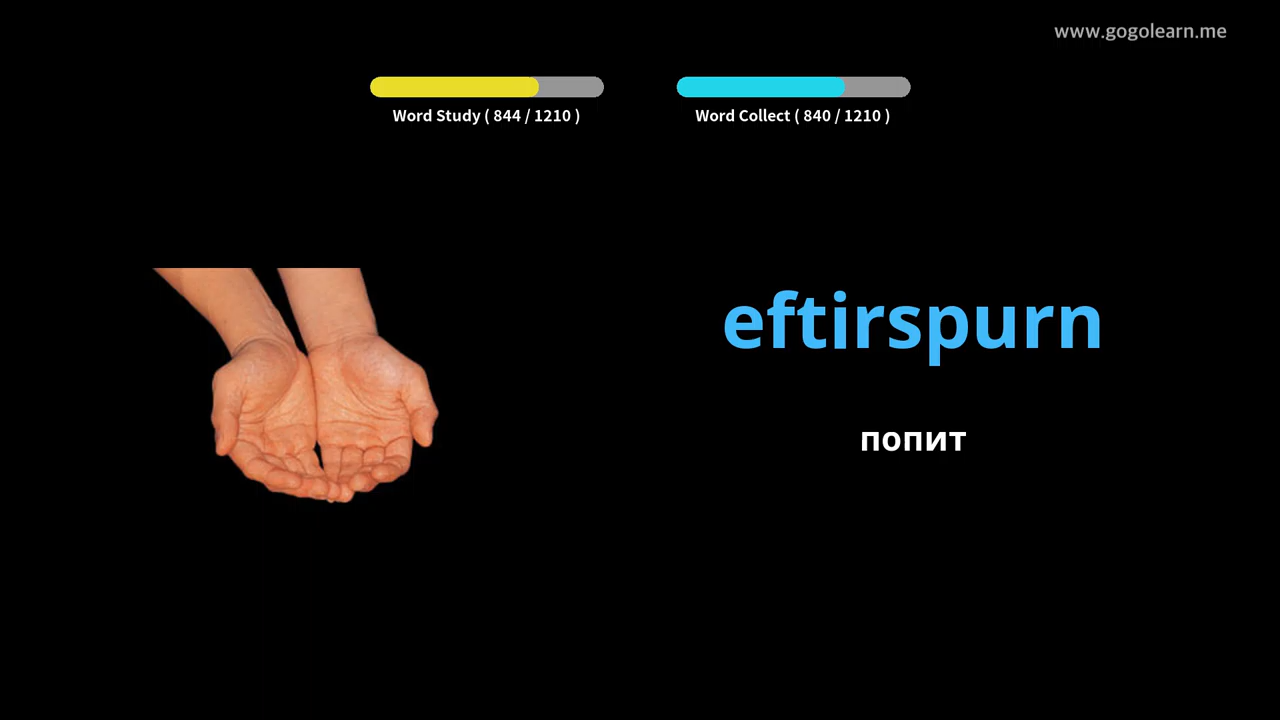 www.gogolearn.me
Word Study ( 844 / 1210 )
Word Collect ( 840 / 1210 )
eftirspurn
попит